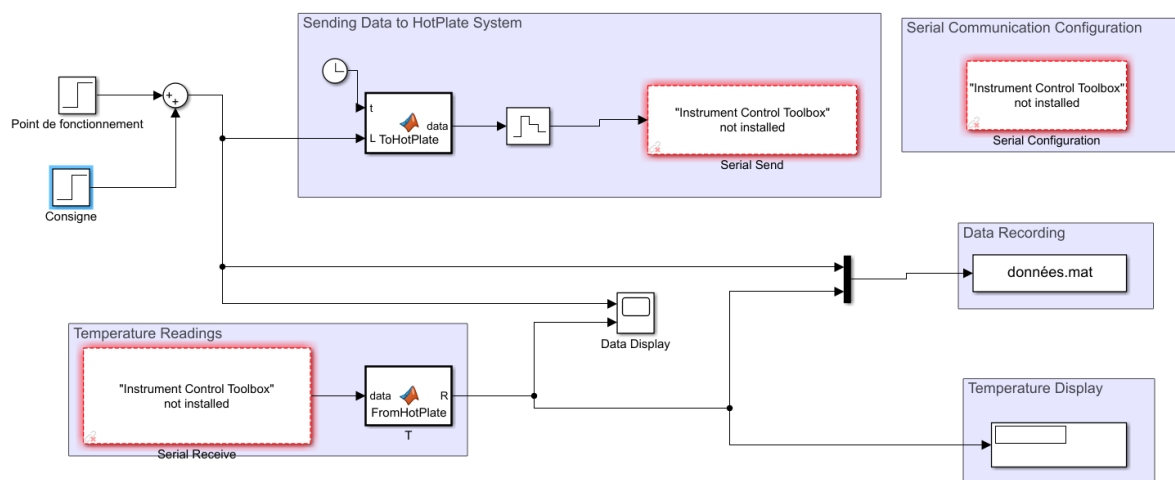 Sending Data to HotPlate System
Serial Communication Configuration
"Instrument Control Toolbox"
not installed
Serial Configuration
Point de fonctionnement
+
+
t
L
data
ToHotPlate
"Instrument Control Toolbox"
not installed
Serial Send
Consigne
Data Recording
données.mat
Data Display
Temperature Readings
"Instrument Control Toolbox"
not installed
Serial Receive
data
R
FromHotPlate
T
Temperature Display